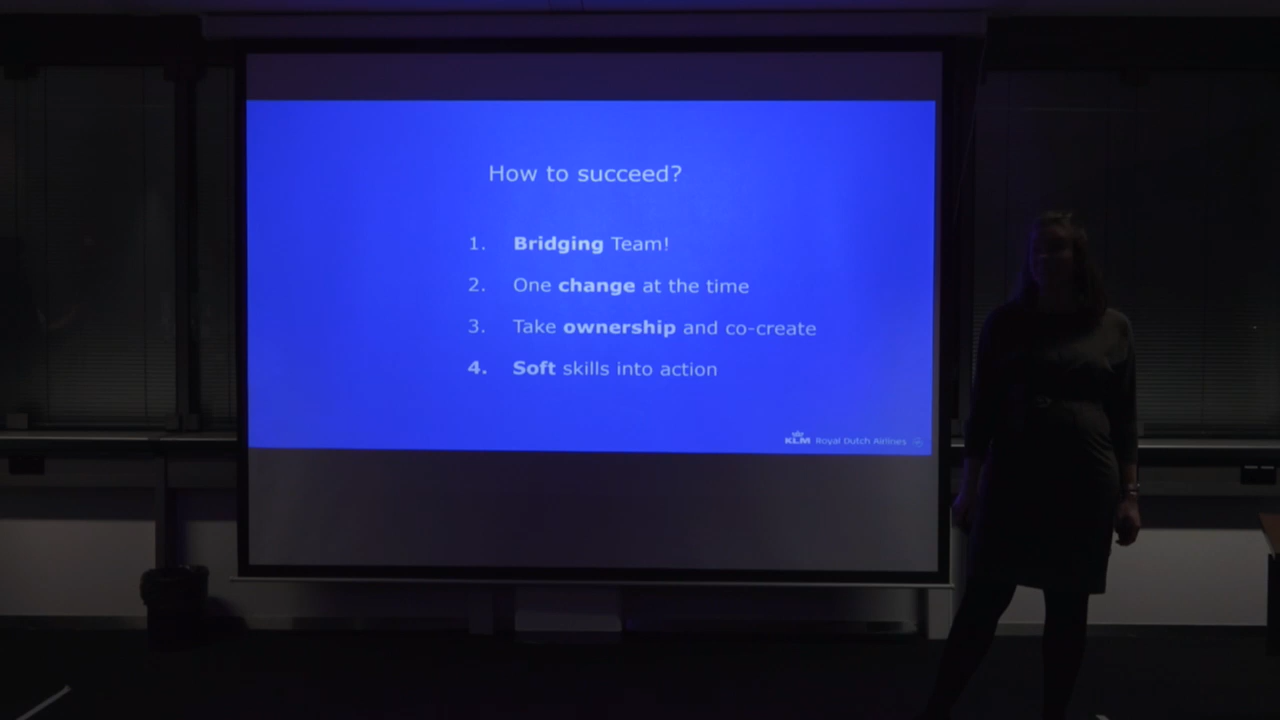 How to succeed?
1. Bridging Team!
2. One change at the time
3. Take ownership and co-create
4. Soft skills into action
KLM Royal Dutch Airlines